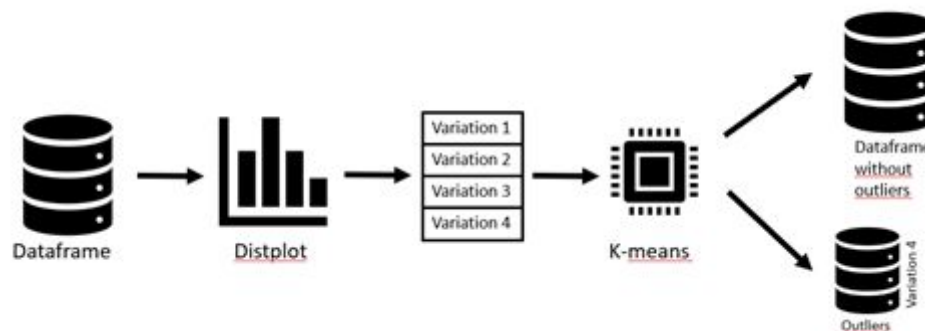 Dataframe
Distplot
Variation 1
Variation 2
Variation 3
Variation 4
K-means
Dataframe
without
outliers
Variation 4
Outliers